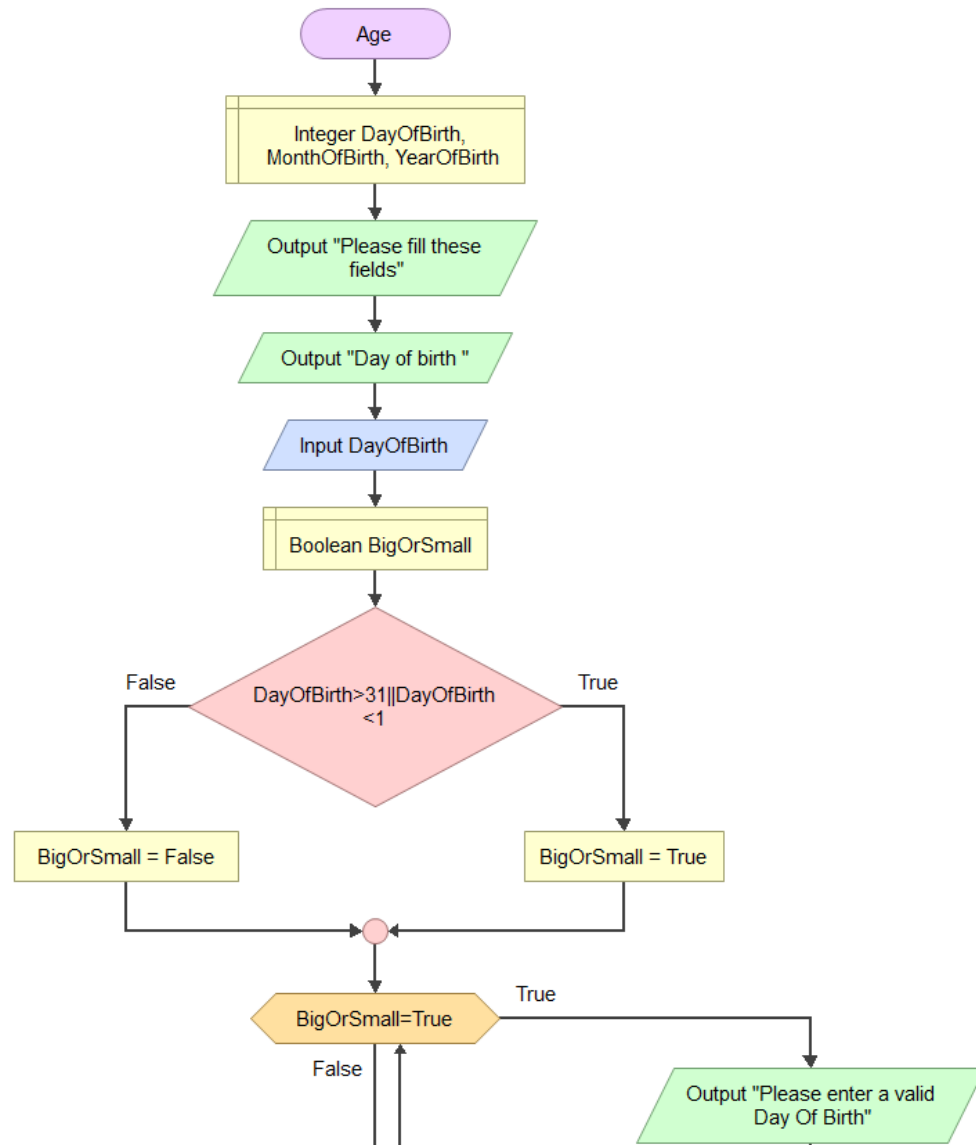 Age
Integer DayOfBirth,
MonthOfBirth, YearOfBirth
Output "Please fill these
fields"
Output "Day of birth "
Input DayOfBirth
Boolean BigOrSmall
False
True
DayOfBirth>31||DayOfBirth
<1
BigOrSmall = False
BigOrSmall = True
True
BigOrSmall=True
False
Output "Please enter a valid
Day Of Birth"